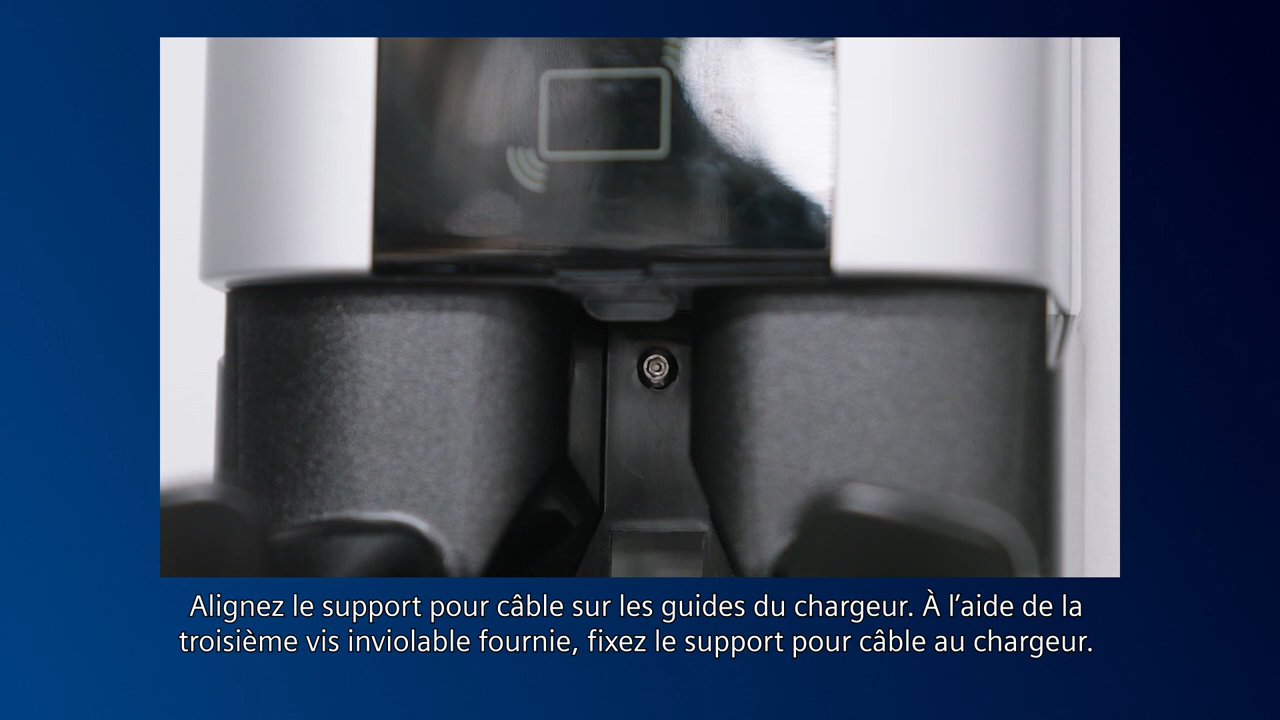 Alignez le support pour câble sur les guides du chargeur. À l’aide de la
troisième vis inviolable fournie, fixez le support pour câble au chargeur.